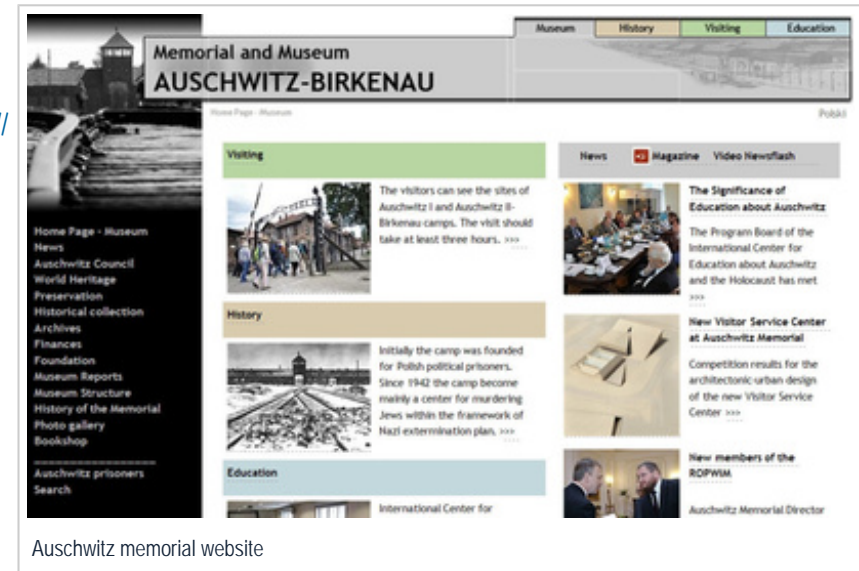 Museum
History
Visiting
Education
Memorial and Museum
AUSCHWITZ-BIRKENAU
Home Page - Museum
Polski
//
Home Page - Museum
News
Auschwitz Council
World Heritage
Preservation
Historical collection
Archives
Finances
Foundation
Museum Reports
Museum Structure
History of the Memorial
Photo gallery
Bookshop
Auschwitz prisoners
Search
Visiting
The visitors can see the sites of
Auschwitz I and Auschwitz II-
Birkenau camps. The visit should
take at least three hours. >>>
History
Initially the camp was founded
for Polish political prisoners.
Since 1942 the camp become
mainly a center for murdering
Jews within the framework of
Nazi extermination plan. >>>
Education
International Center for
News
Magazine
Video Newsflash
The Significance of
Education about Auschwitz
The Program Board of the
International Center for
Education about Auschwitz
and the Holocaust has met
>>>
New Visitor Service Center
at Auschwitz Memorial
Competition results for the
architectonic-urban design
of the new Visitor Service
Center >>>
New members of the
ROPWiM
Auschwitz Memorial Director
Auschwitz memorial website